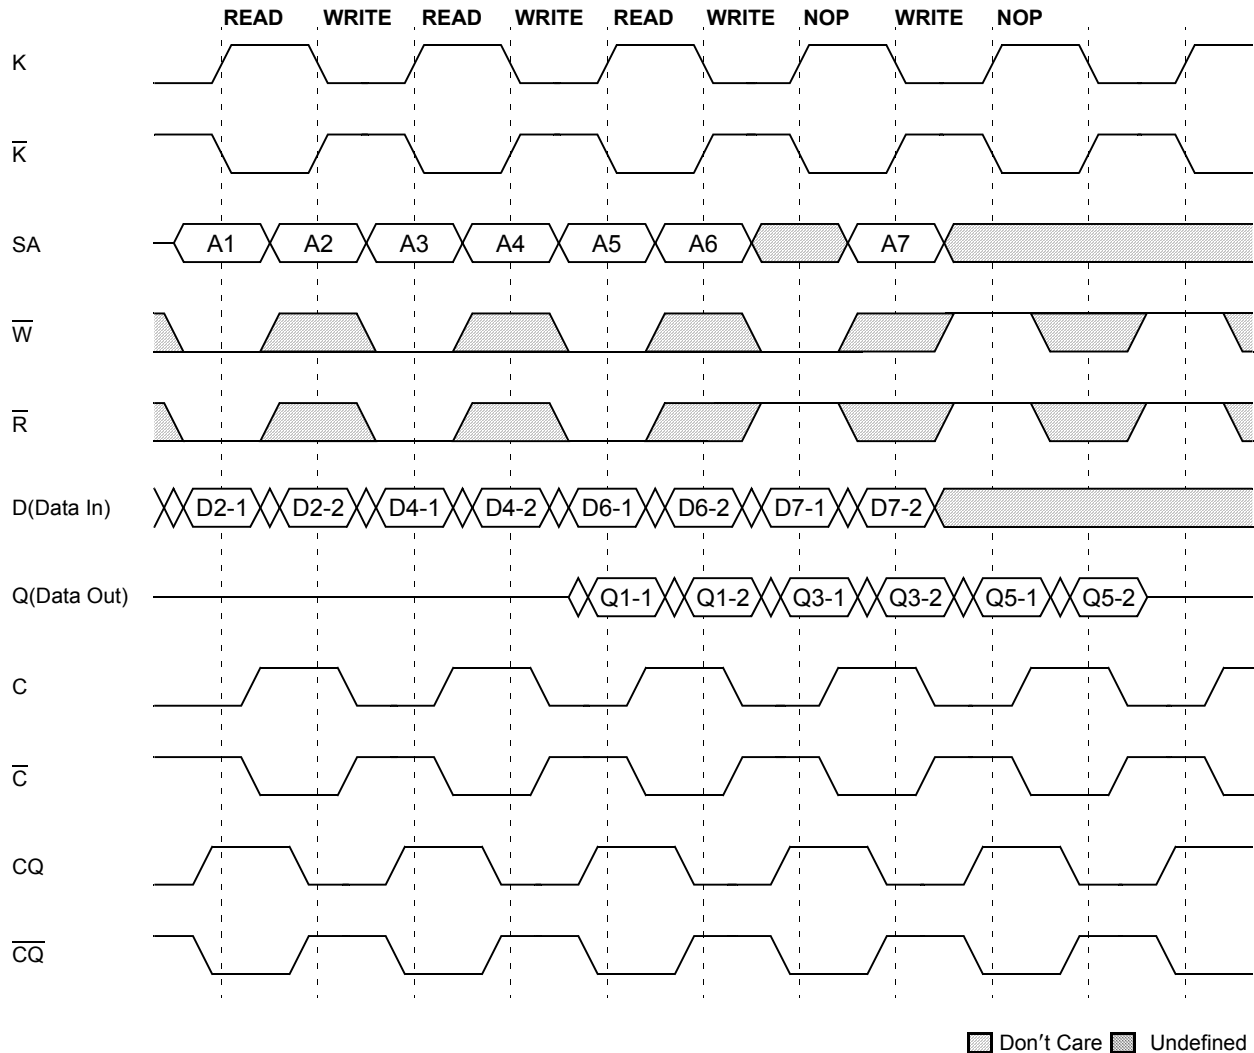 READ WRITE READ WRITE READ WRITE NOP WRITE NOP
K
K̅
SA A1 A2 A3 A4 A5 A6 A7
W̅
R̅
D(Data In) D2-1 D2-2 D4-1 D4-2 D6-1 D6-2 D7-1 D7-2
Q(Data Out) Q1-1 Q1-2 Q3-1 Q3-2 Q5-1 Q5-2
C
C̅
CQ
C̅Q̅
Don't Care Undefined